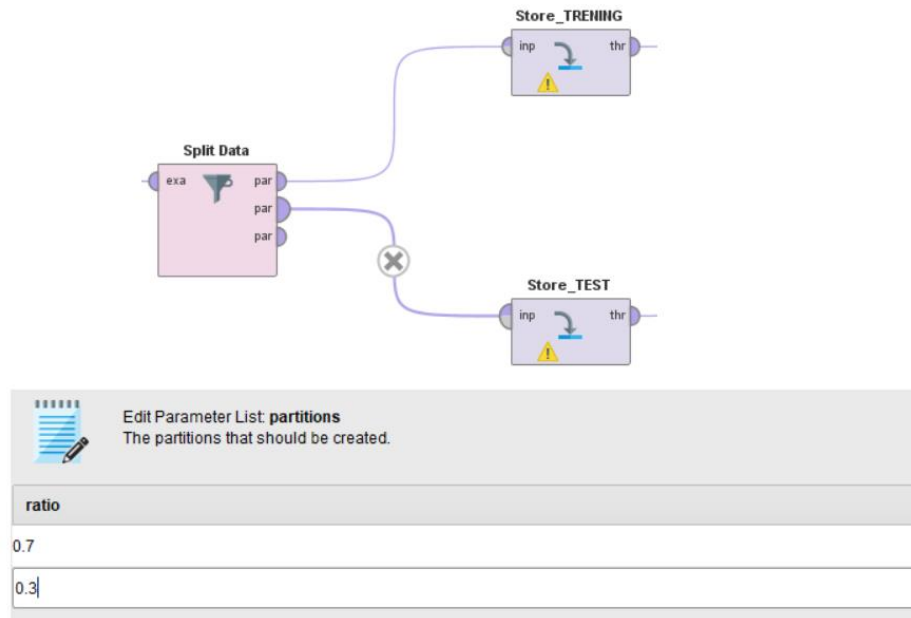 Store_TRENING
inp thr
Split Data
exa par
par
par
Store_TEST
inp thr
Edit Parameter List: partitions
The partitions that should be created.
ratio
0.7
0.3